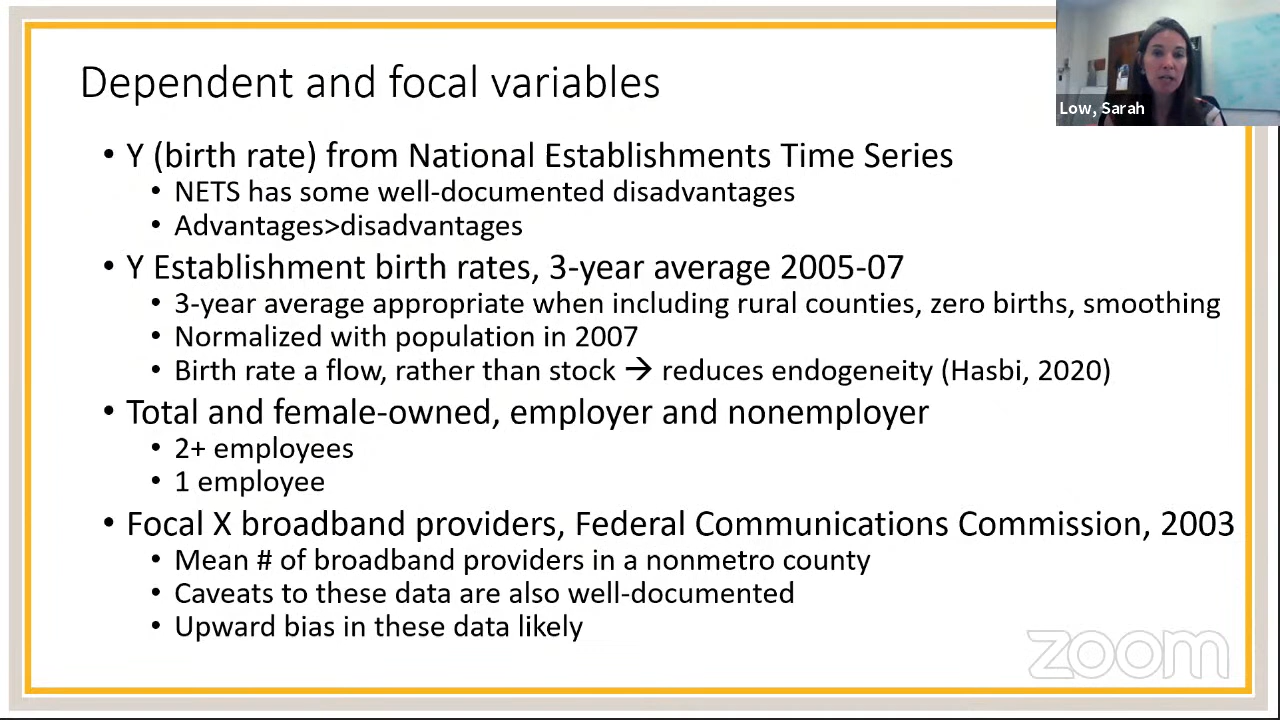 Dependent and focal variables
Low, Sarah
• Y (birth rate) from National Establishments Time Series
• NETS has some well-documented disadvantages
• Advantages>disadvantages
• Y Establishment birth rates, 3-year average 2005-07
• 3-year average appropriate when including rural counties, zero births, smoothing
• Normalized with population in 2007
• Birth rate a flow, rather than stock → reduces endogeneity (Hasbi, 2020)
• Total and female-owned, employer and nonemployer
• 2+ employees
• 1 employee
• Focal X broadband providers, Federal Communications Commission, 2003
• Mean # of broadband providers in a nonmetro county
• Caveats to these data are also well-documented
• Upward bias in these data likely
zoom